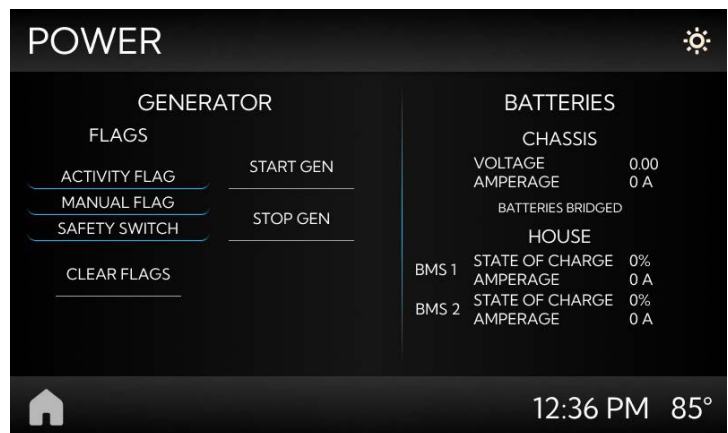 POWER
GENERATOR
FLAGS
ACTIVITY FLAG
MANUAL FLAG
SAFETY SWITCH
CLEAR FLAGS
START GEN
STOP GEN
BATTERIES
CHASSIS
VOLTAGE 0.00
AMPERAGE 0 A
BATTERIES BRIDGED
HOUSE
BMS 1
STATE OF CHARGE 0%
AMPERAGE 0 A
BMS 2
STATE OF CHARGE 0%
AMPERAGE 0 A
12:36 PM 85°